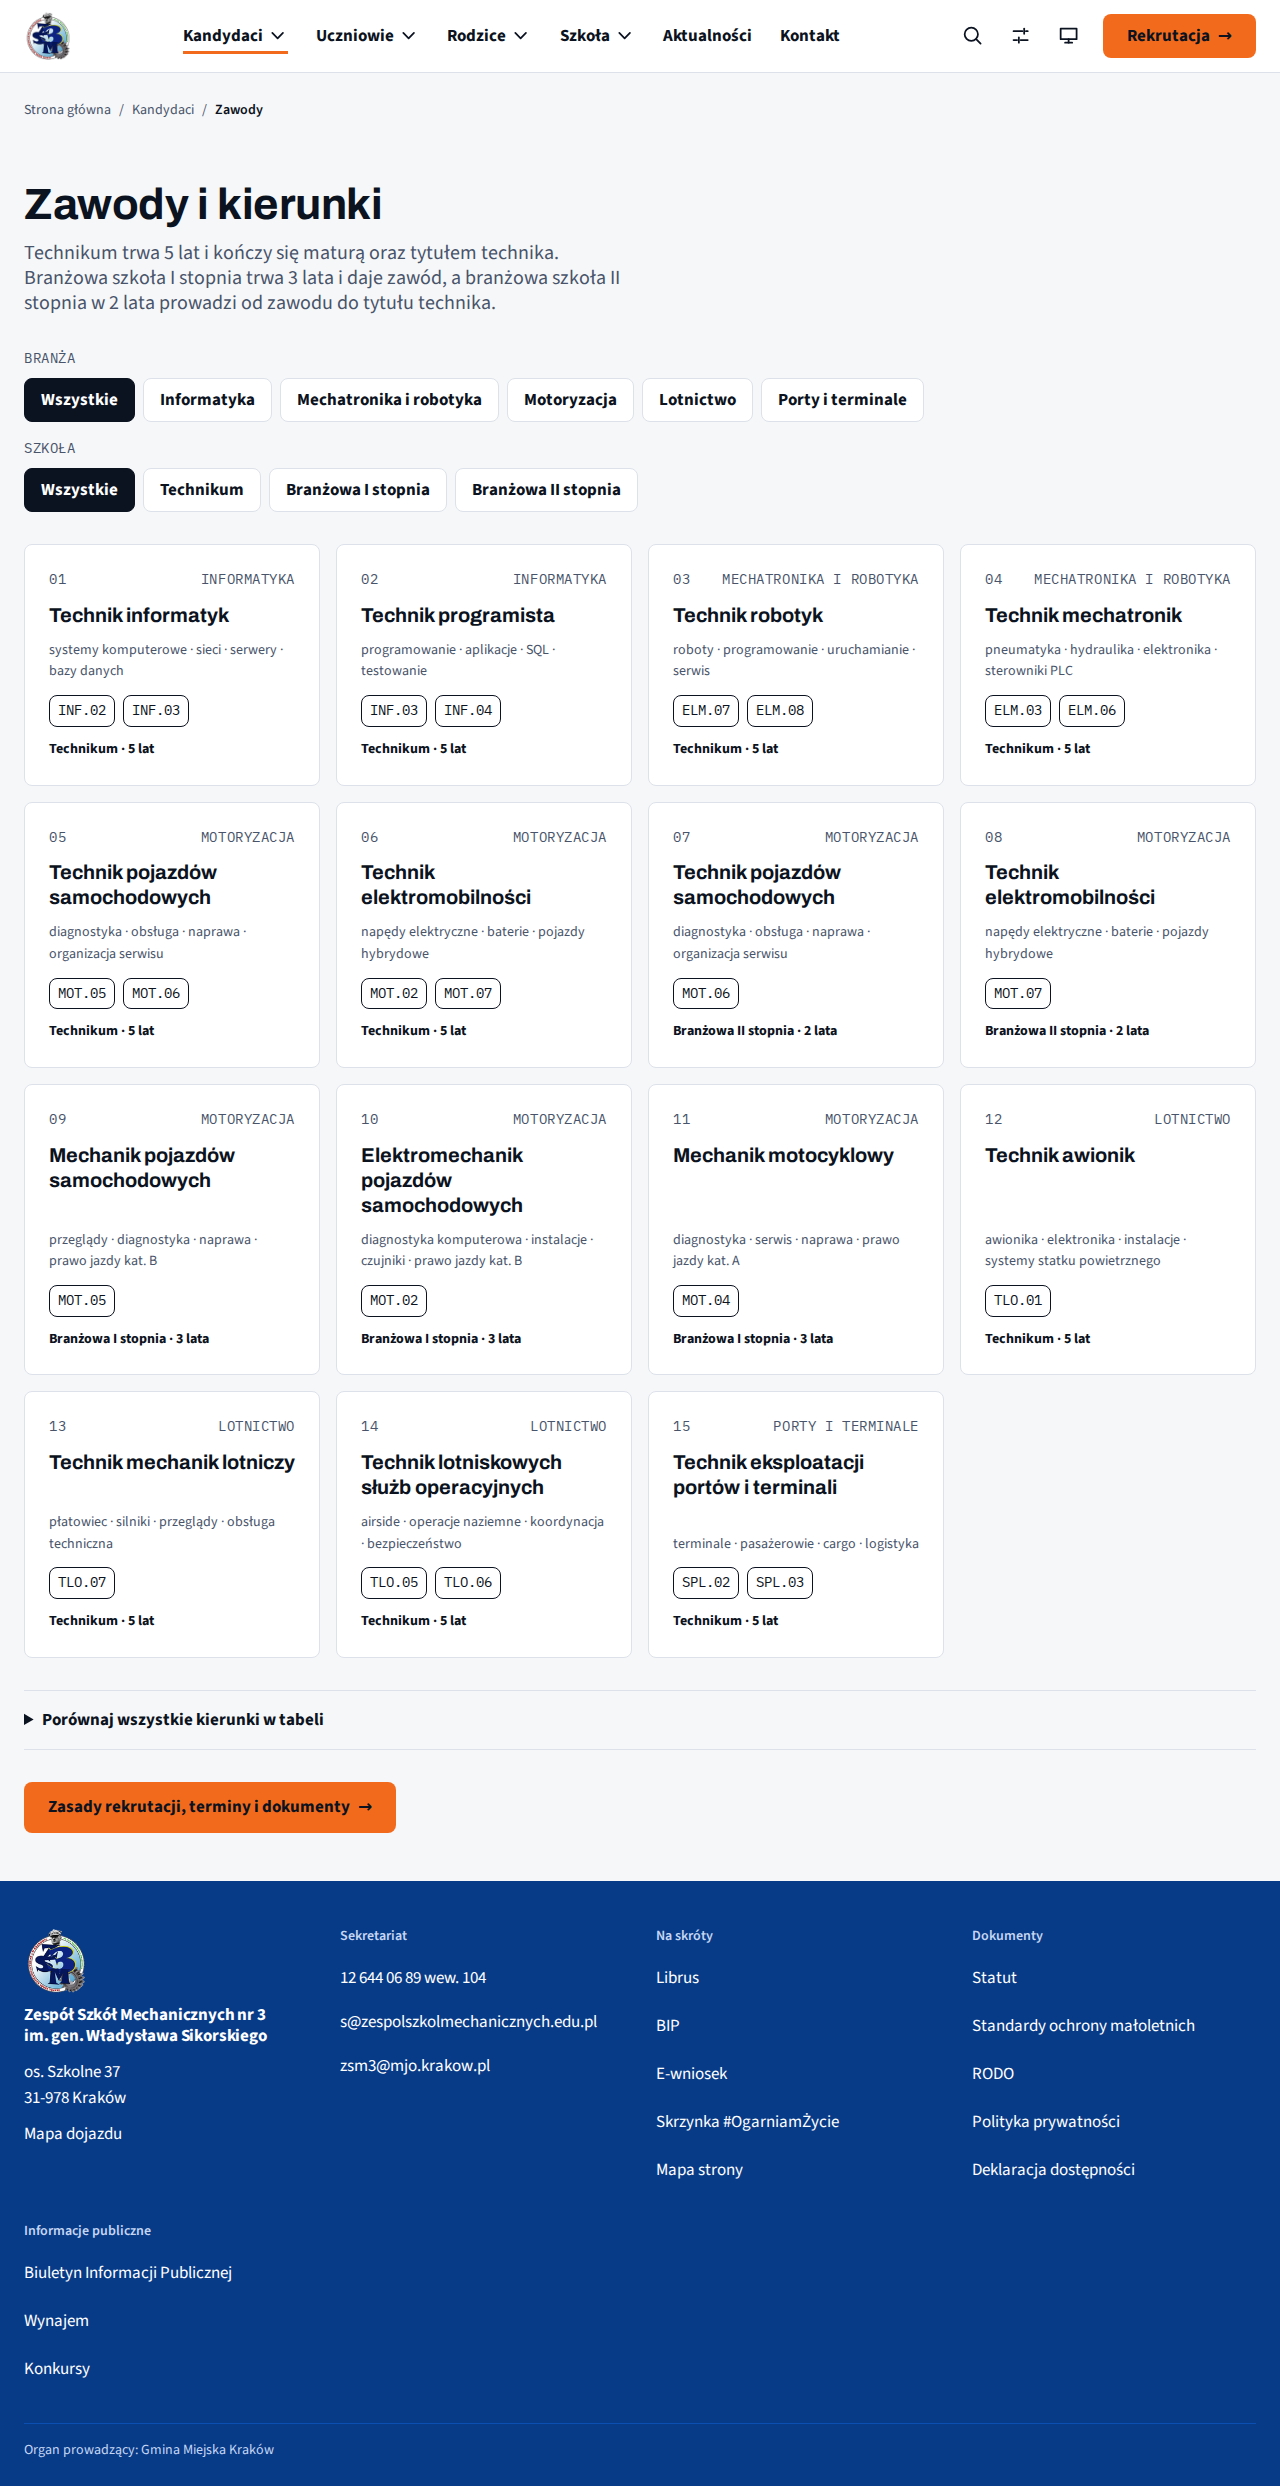 Kandydaci
Uczniowie
Rodzice
Szkoła
Aktualności
Kontakt
Rekrutacja →
Strona główna / Kandydaci / Zawody
Zawody i kierunki
Technikum trwa 5 lat i kończy się maturą oraz tytułem technika.
Branżowa szkoła I stopnia trwa 3 lata i daje zawód, a branżowa szkoła II
stopnia w 2 lata prowadzi od zawodu do tytułu technika.
BRANŻA
Wszystkie
Informatyka
Mechatronika i robotyka
Motoryzacja
Lotnictwo
Porty i terminale
SZKOŁA
Wszystkie
Technikum
Branżowa I stopnia
Branżowa II stopnia
01 INFORMATYKA
Technik informatyk
systemy komputerowe · sieci · serwery ·
bazy danych
INF.02 INF.03
Technikum · 5 lat
02 INFORMATYKA
Technik programista
programowanie · aplikacje · SQL ·
testowanie
INF.03 INF.04
Technikum · 5 lat
03 MECHATRONIKA I ROBOTYKA
Technik robotyk
roboty · programowanie · uruchamianie ·
serwis
ELM.07 ELM.08
Technikum · 5 lat
04 MECHATRONIKA I ROBOTYKA
Technik mechatronik
pneumatyka · hydraulika · elektronika ·
sterowniki PLC
ELM.03 ELM.06
Technikum · 5 lat
05 MOTORYZACJA
Technik pojazdów
samochodowych
diagnostyka · obsługa · naprawa ·
organizacja serwisu
MOT.05 MOT.06
Technikum · 5 lat
06 MOTORYZACJA
Technik
elektromobilności
napędy elektryczne · baterie · pojazdy
hybrydowe
MOT.02 MOT.07
Technikum · 5 lat
07 MOTORYZACJA
Technik pojazdów
samochodowych
diagnostyka · obsługa · naprawa ·
organizacja serwisu
MOT.06
Branżowa II stopnia · 2 lata
08 MOTORYZACJA
Technik
elektromobilności
napędy elektryczne · baterie · pojazdy
hybrydowe
MOT.07
Branżowa II stopnia · 2 lata
09 MOTORYZACJA
Mechanik pojazdów
samochodowych
przeglądy · diagnostyka · naprawa ·
prawo jazdy kat. B
MOT.05
Branżowa I stopnia · 3 lata
10 MOTORYZACJA
Elektromechanik
pojazdów
samochodowych
diagnostyka komputerowa · instalacje ·
czujniki · prawo jazdy kat. B
MOT.02
Branżowa I stopnia · 3 lata
11 MOTORYZACJA
Mechanik motocyklowy
diagnostyka · serwis · naprawa · prawo
jazdy kat. A
MOT.04
Branżowa I stopnia · 3 lata
12 LOTNICTWO
Technik awionik
awionika · elektronika · instalacje ·
systemy statku powietrznego
TLO.01
Technikum · 5 lat
13 LOTNICTWO
Technik mechanik lotniczy
płatowiec · silniki · przeglądy · obsługa
techniczna
TLO.07
Technikum · 5 lat
14 LOTNICTWO
Technik lotniskowych
służb operacyjnych
airside · operacje naziemne · koordynacja
· bezpieczeństwo
TLO.05 TLO.06
Technikum · 5 lat
15 PORTY I TERMINALE
Technik eksploatacji
portów i terminali
terminale · pasażerowie · cargo · logistyka
SPL.02 SPL.03
Technikum · 5 lat
Porównaj wszystkie kierunki w tabeli
Zasady rekrutacji, terminy i dokumenty →
Zespół Szkół Mechanicznych nr 3
im. gen. Władysława Sikorskiego
os. Szkolne 37
31-978 Kraków
Mapa dojazdu
Sekretariat
12 644 06 89 wew. 104
s@zespolszkolmechanicznych.edu.pl
zsm3@mjo.krakow.pl
Na skróty
Librus
BIP
E-wniosek
Skrzynka #OgarniamŻycie
Mapa strony
Dokumenty
Statut
Standardy ochrony małoletnich
RODO
Polityka prywatności
Deklaracja dostępności
Informacje publiczne
Biuletyn Informacji Publicznej
Wynajem
Konkursy
Organ prowadzący: Gmina Miejska Kraków